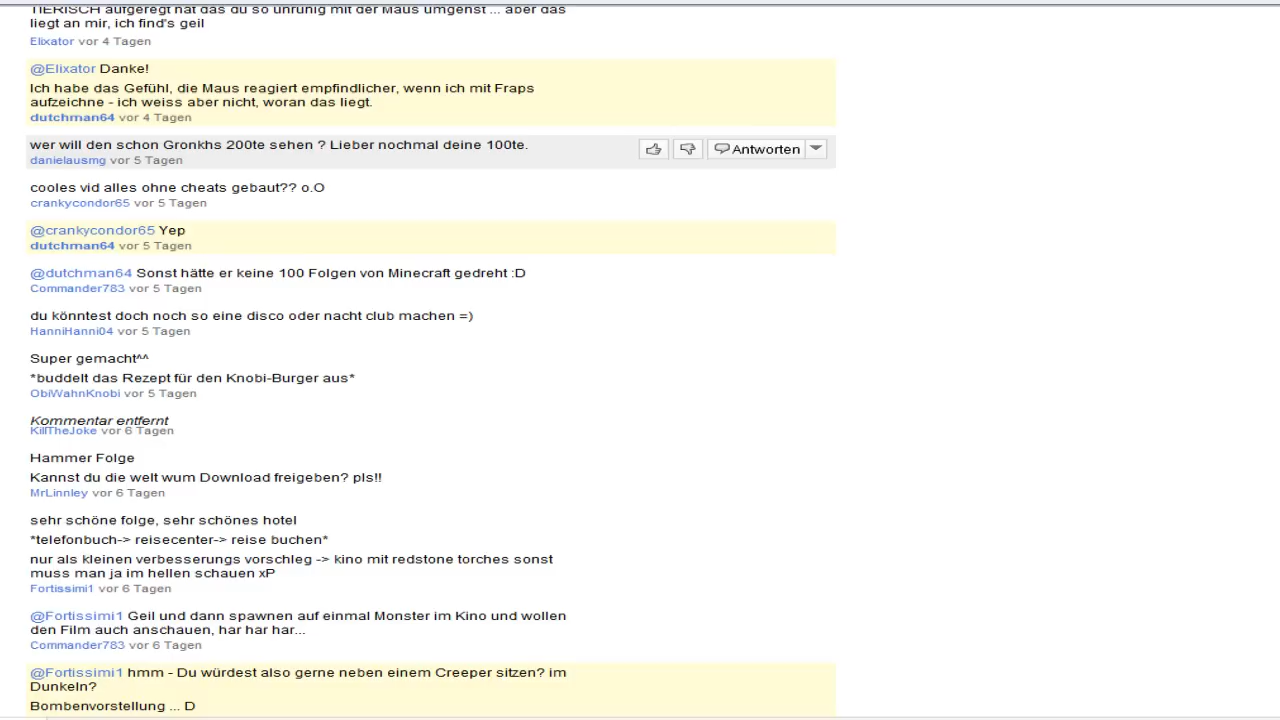 TIERISCH aufgeregt hat das du so unruhig mit der Maus umgehst ... aber das
liegt an mir, ich find's geil
Elixator vor 4 Tagen
@Elixator Danke!
Ich habe das Gefühl, die Maus reagiert empfindlicher, wenn ich mit Fraps
aufzeichne - ich weiss aber nicht, woran das liegt.
dutchman64 vor 4 Tagen
wer will den schon Gronkhs 200te sehen ? Lieber nochmal deine 100te.
Antworten
danielausmg vor 5 Tagen
cooles vid alles ohne cheats gebaut?? o.O
crankycondor65 vor 5 Tagen
@crankycondor65 Yep
dutchman64 vor 5 Tagen
@dutchman64 Sonst hätte er keine 100 Folgen von Minecraft gedreht :D
Commander783 vor 5 Tagen
du könntest doch noch so eine disco oder nacht club machen =)
HanniHanni04 vor 5 Tagen
Super gemacht^^
*buddelt das Rezept für den Knobi-Burger aus*
ObiWahnKnobi vor 5 Tagen
Kommentar entfernt
KillTheJoke vor 6 Tagen
Hammer Folge
Kannst du die welt wum Download freigeben? pls!!
MrLinnley vor 6 Tagen
sehr schöne folge, sehr schönes hotel
*telefonbuch-> reisecenter-> reise buchen*
nur als kleinen verbesserungs vorschleg -> kino mit redstone torches sonst
muss man ja im hellen schauen xP
Fortissimi1 vor 6 Tagen
@Fortissimi1 Geil und dann spawnen auf einmal Monster im Kino und wollen
den Film auch anschauen, har har har...
Commander783 vor 6 Tagen
@Fortissimi1 hmm - Du würdest also gerne neben einem Creeper sitzen? im
Dunkeln?
Bombenvorstellung ... D